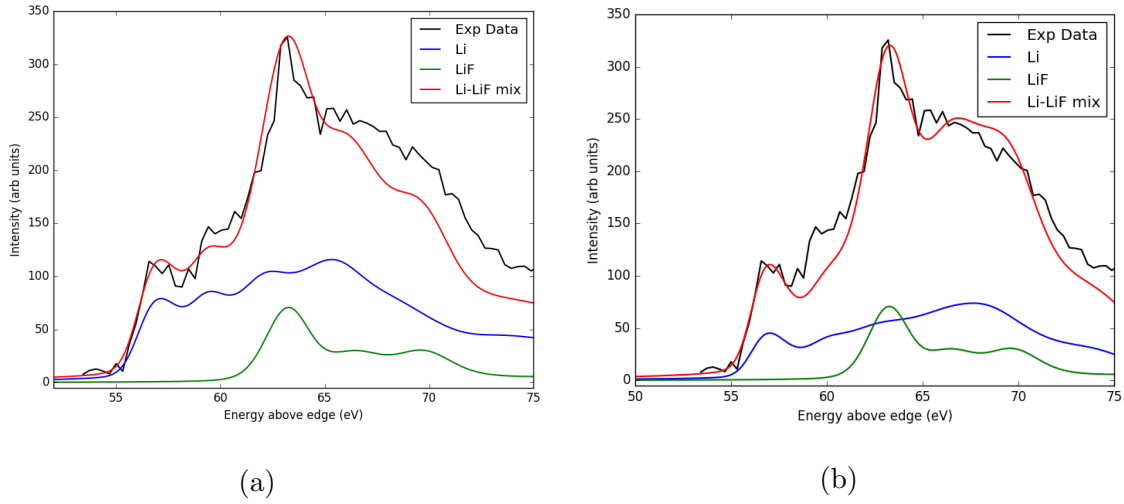 350
300
250
200
150
100
50
0
Intensity (arb units)
55
60
65
70
75
Energy above edge (eV)
Exp Data
Li
LiF
Li-LiF mix
(a)
350
300
250
200
150
100
50
0
Intensity (arb units)
50
55
60
65
70
75
Energy above edge (eV)
Exp Data
Li
LiF
Li-LiF mix
(b)